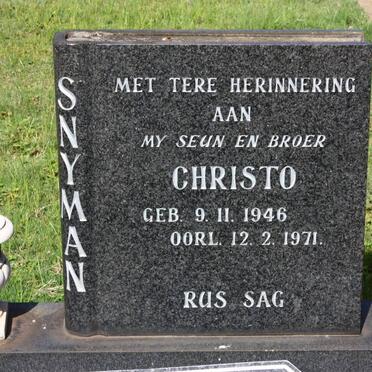 SNYMAN
MET TERE HERINNERING
AAN
MY SEUN EN BROER
CHRISTO
GEB. 9. 11. 1946
OORL. 12. 2. 1971.
RUS SAG